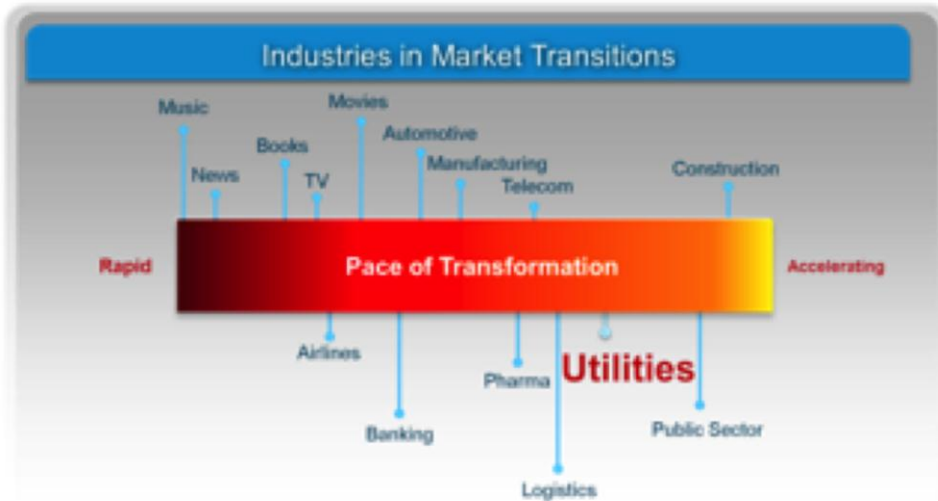 Industries in Market Transitions
Movies
Music
Automotive
Books
Manufacturing
Construction
News
TV
Telecom
Rapid
Pace of Transformation
Accelerating
Airlines
Utilities
Pharma
Banking
Public Sector
Logistics